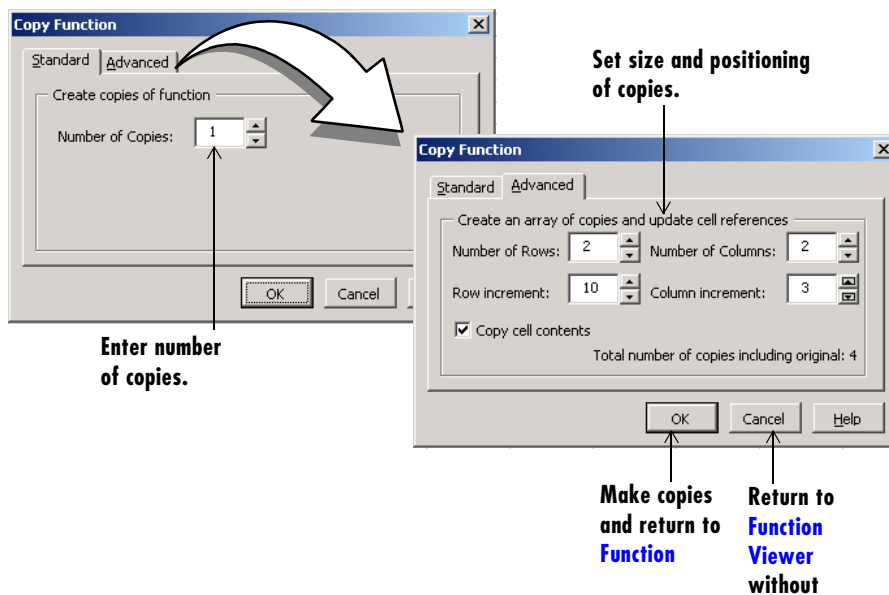 Copy Function
Standard Advanced
Create copies of function
Number of Copies: 1
OK Cancel
Enter number
of copies.
Set size and positioning
of copies.
Copy Function
Standard Advanced
Create an array of copies and update cell references
Number of Rows: 2 Number of Columns: 2
Row increment: 10 Column increment: 3
Copy cell contents
Total number of copies including original: 4
OK Cancel Help
Make copies
and return to
Function
Return to
Function
Viewer
without